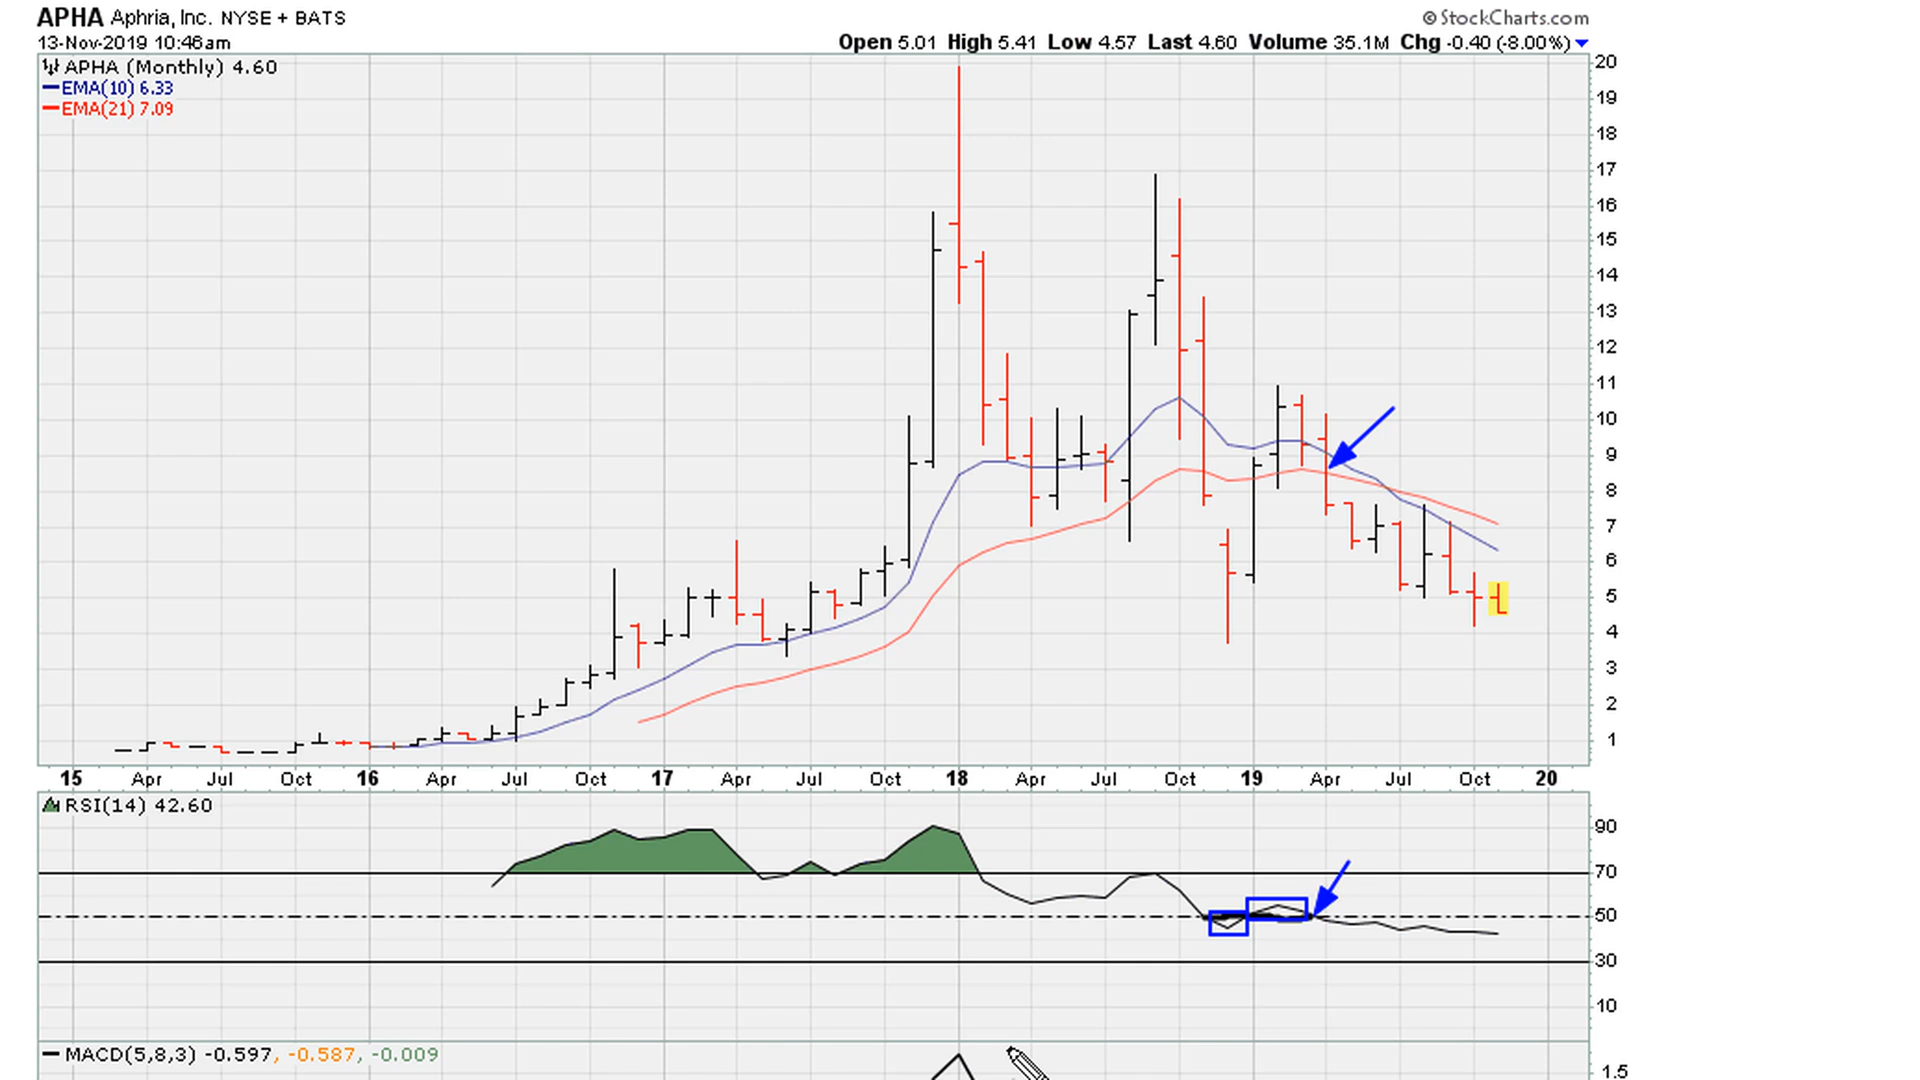 APHA Aphria, Inc. NYSE + BATS
© StockCharts.com
13-Nov-2019 10:46am
Open 5.01 High 5.41 Low 4.57 Last 4.60 Volume 35.1M Chg -0.40 (-8.00%)
APHA (Monthly) 4.60
EMA(10) 6.33
EMA(21) 7.09
20
19
18
17
16
15
14
13
12
11
10
9
8
7
6
5
4
3
2
1
15 Apr Jul Oct 16 Apr Jul Oct 17 Apr Jul Oct 18 Apr Jul Oct 19 Apr Jul Oct 20
RSI(14) 42.60
90
70
50
30
10
MACD(5,8,3) -0.597, -0.587, -0.009
1.5